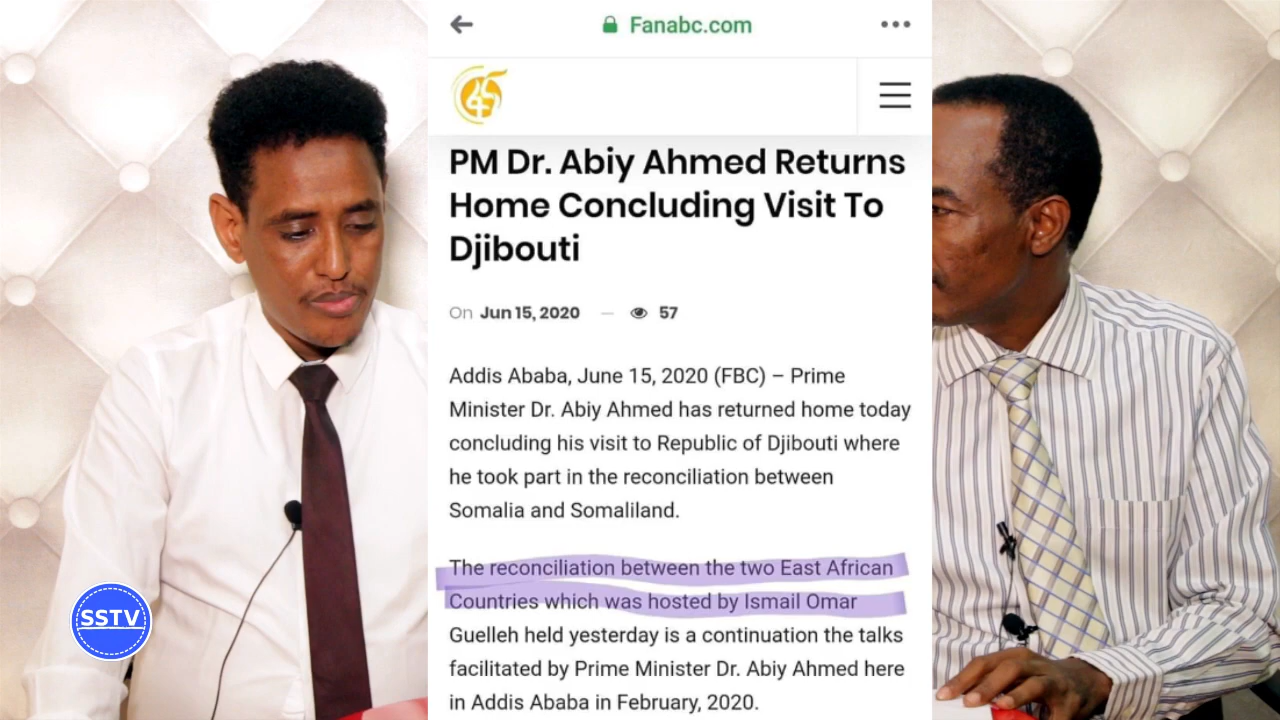 Fanabc.com
PM Dr. Abiy Ahmed Returns
Home Concluding Visit To
Djibouti
On Jun 15, 2020 — 57
Addis Ababa, June 15, 2020 (FBC) – Prime
Minister Dr. Abiy Ahmed has returned home today
concluding his visit to Republic of Djibouti where
he took part in the reconciliation between
Somalia and Somaliland.
The reconciliation between the two East African
Countries which was hosted by Ismail Omar
Guelleh held yesterday is a continuation the talks
facilitated by Prime Minister Dr. Abiy Ahmed here
in Addis Ababa in February, 2020.
SSTV